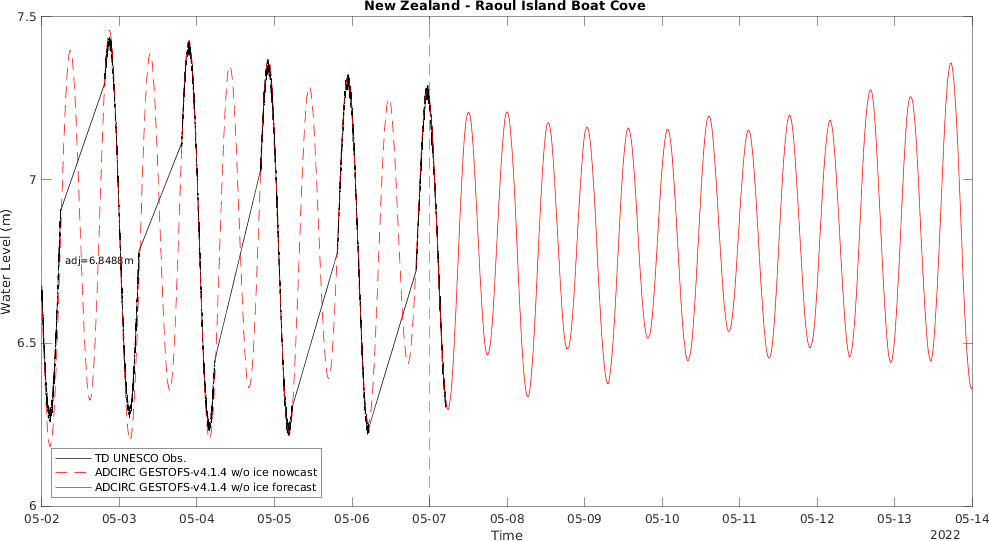 New Zealand - Raoul Island Boat Cove
7.5
7
6.5
6
Water Level (m)
adj=6.8488m
TD UNESCO Obs.
ADCIRC GESTOFS-v4.1.4 w/o ice nowcast
ADCIRC GESTOFS-v4.1.4 w/o ice forecast
05-02 05-03 05-04 05-05 05-06 05-07 05-08 05-09 05-10 05-11 05-12 05-13 05-14
Time
2022